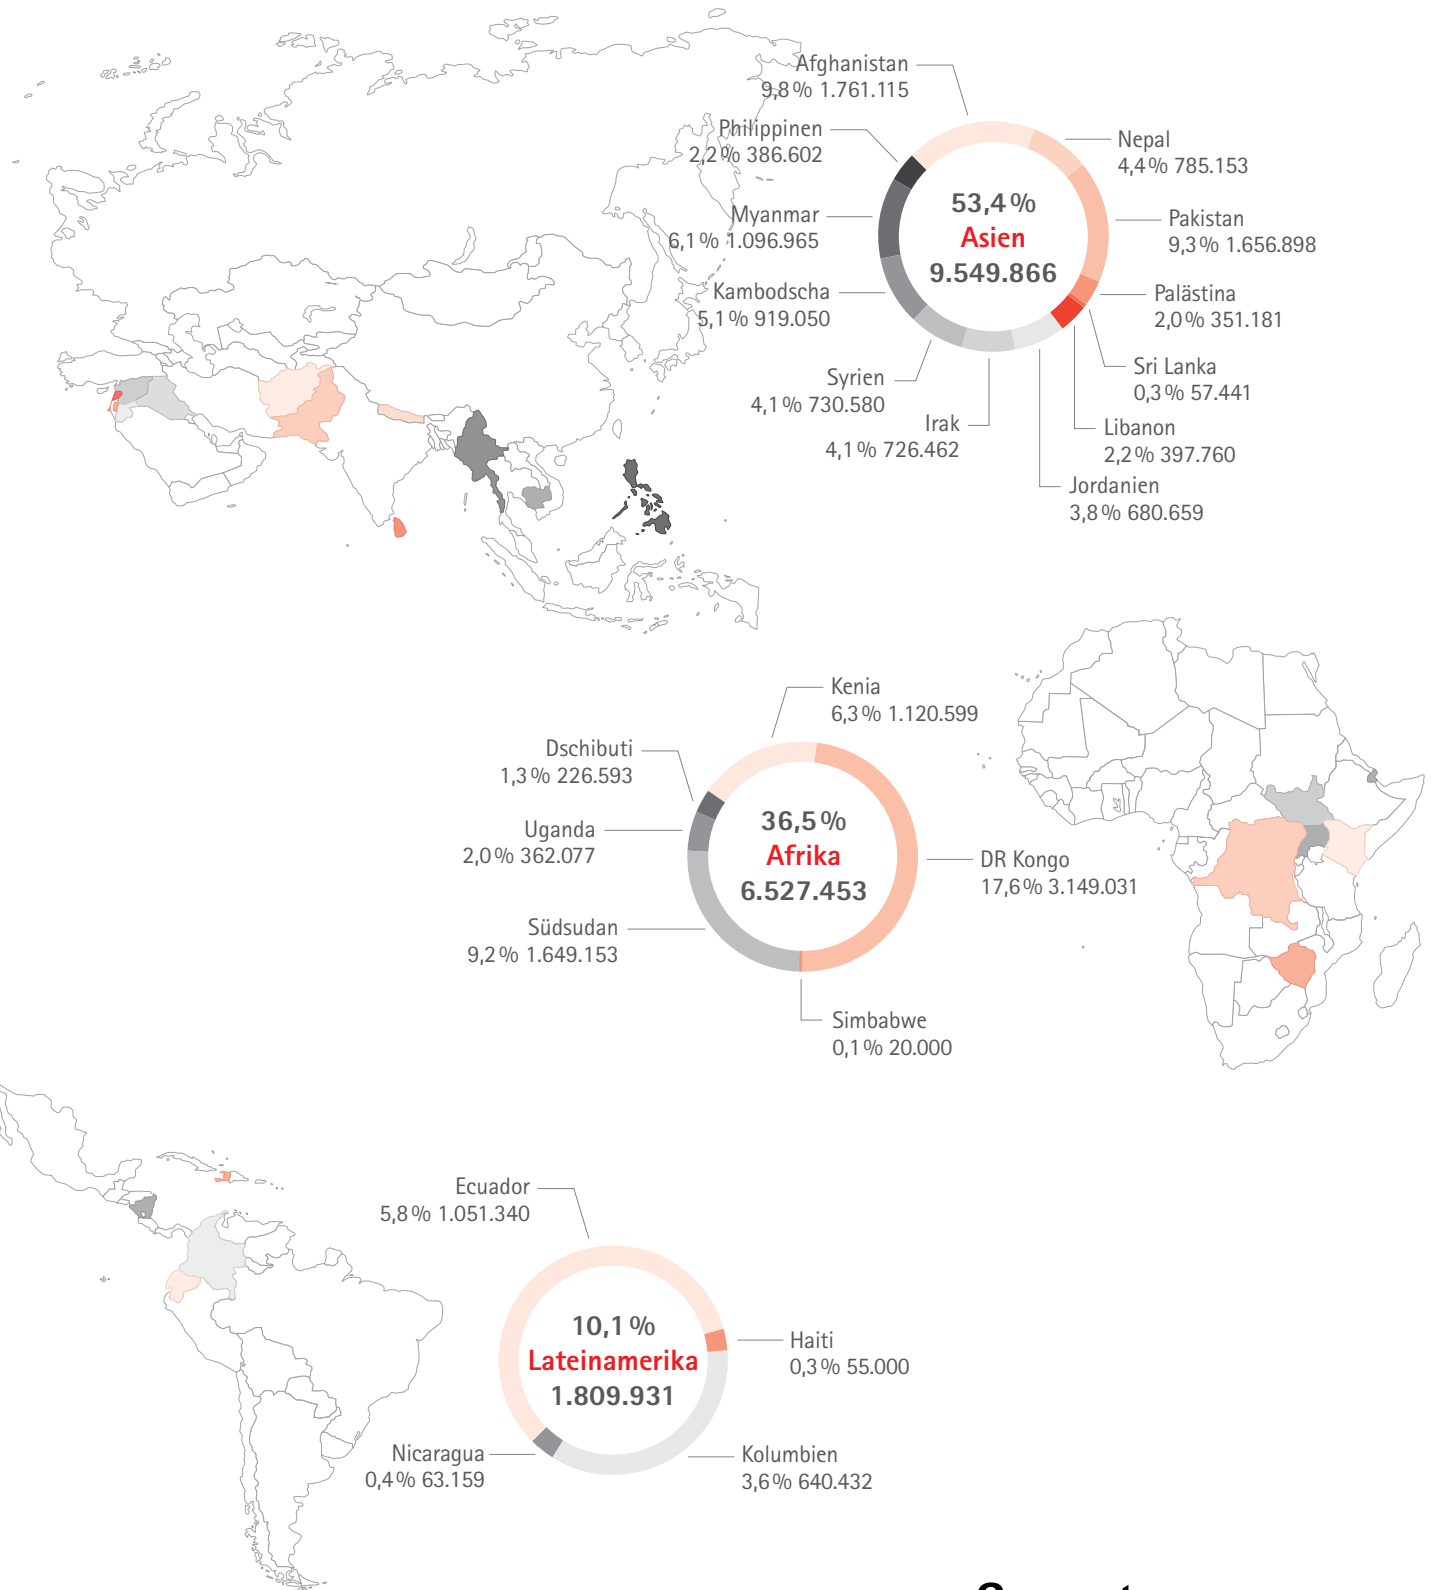 Afghanistan
9,8 % 1.761.115
Philippinen
2,2 % 386.602
Nepal
4,4 % 785.153
Myanmar
6,1 % 1.096.965
53,4 %
Asien
9.549.866
Pakistan
9,3 % 1.656.898
Kambodscha
5,1 % 919.050
Palästina
2,0 % 351.181
Syrien
4,1 % 730.580
Sri Lanka
0,3 % 57.441
Irak
4,1 % 726.462
Libanon
2,2 % 397.760
Jordanien
3,8 % 680.659
Kenia
6,3 % 1.120.599
Dschibuti
1,3 % 226.593
Uganda
2,0 % 362.077
36,5 %
Afrika
6.527.453
DR Kongo
17,6 % 3.149.031
Südsudan
9,2 % 1.649.153
Simbabwe
0,1 % 20.000
Ecuador
5,8 % 1.051.340
10,1 %
Lateinamerika
1.809.931
Haiti
0,3 % 55.000
Nicaragua
0,4 % 63.159
Kolumbien
3,6 % 640.432